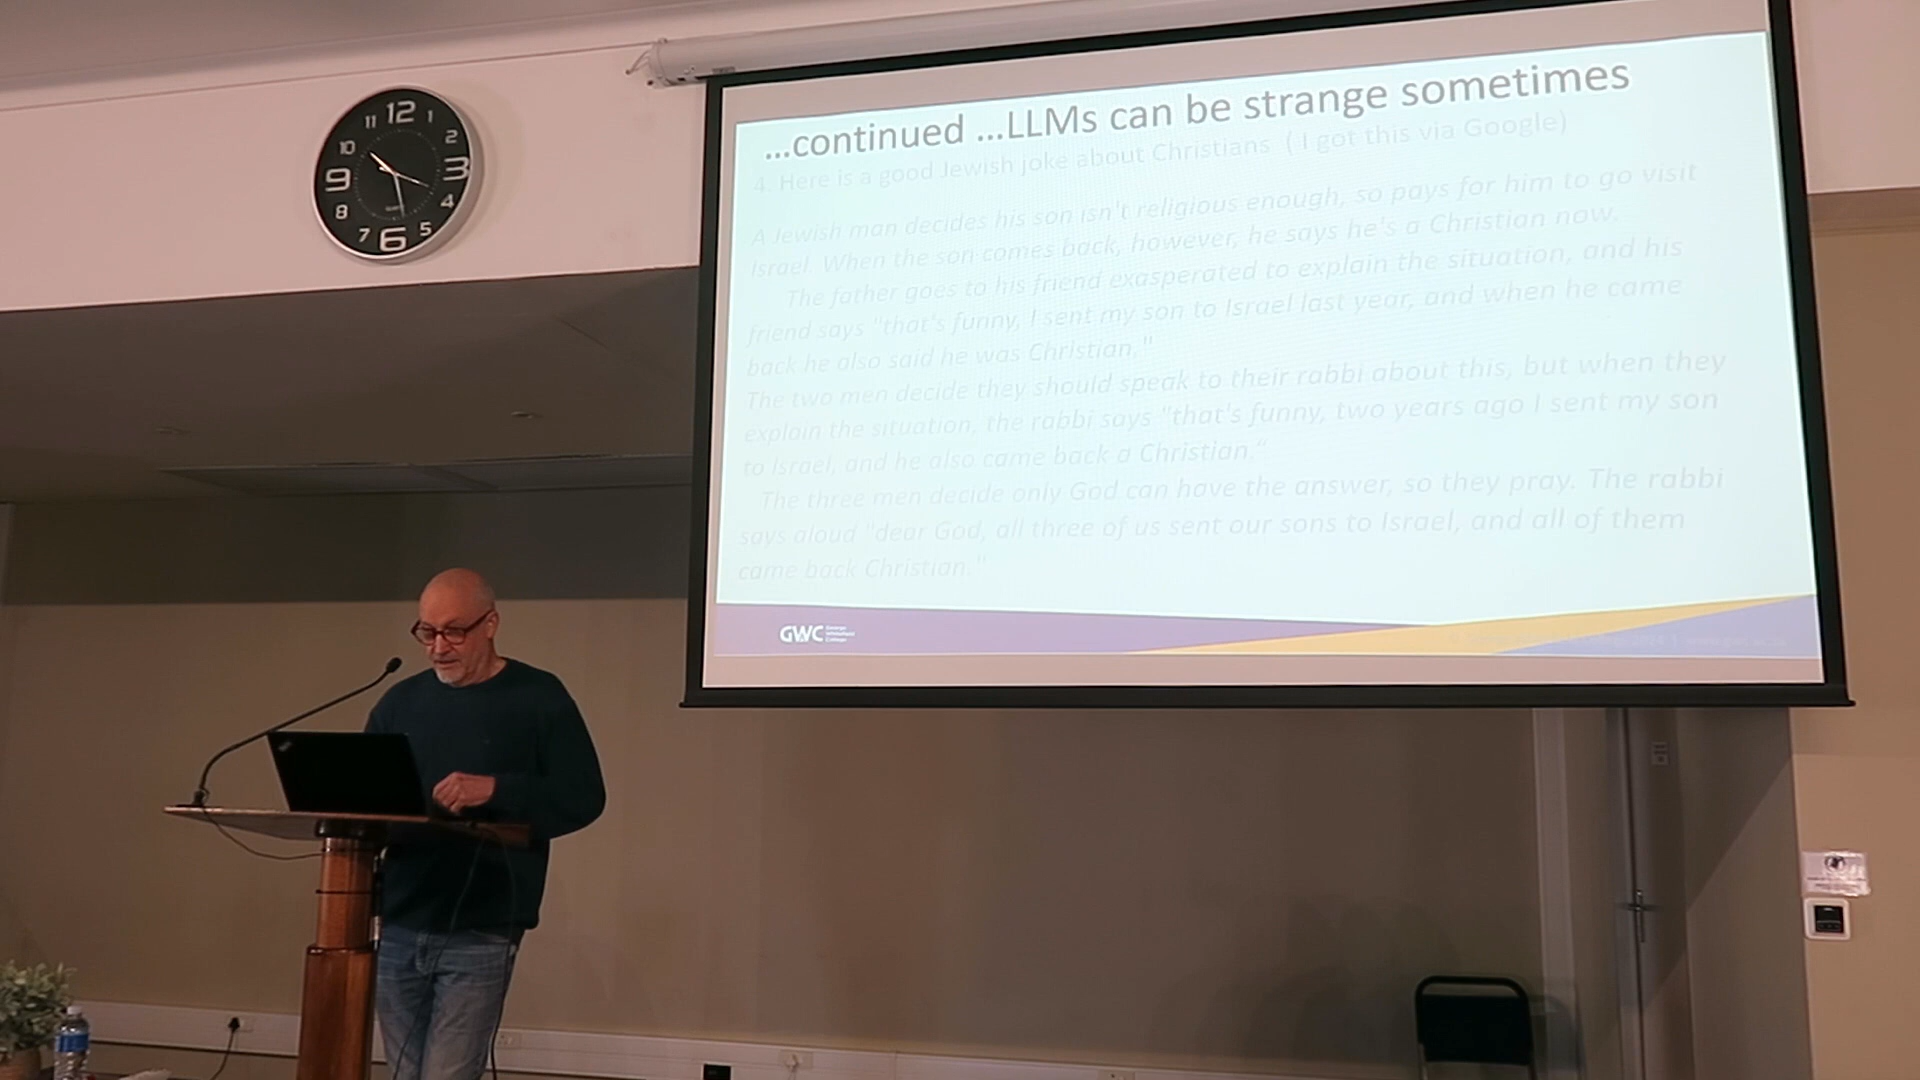 12
11 1
10 2
9 3
8 4
7 5
6
...continued ...LLMs can be strange sometimes
4. Here is a good Jewish joke about Christians ( I got this via Google)
A Jewish man decides his son isn't religious enough, so pays for him to go visit
Israel. When the son comes back, however, he says he's a Christian now.
The father goes to his friend exasperated to explain the situation, and his
friend says "that's funny, I sent my son to Israel last year, and when he came
back he also said he was Christian."
The two men decide they should speak to their rabbi about this, but when they
explain the situation, the rabbi says "that's funny, two years ago I sent my son
to Israel, and he also came back a Christian."
The three men decide only God can have the answer, so they pray. The rabbi
says aloud "dear God, all three of us sent our sons to Israel, and all of them
came back Christian."
GWC George
Whitefield
College